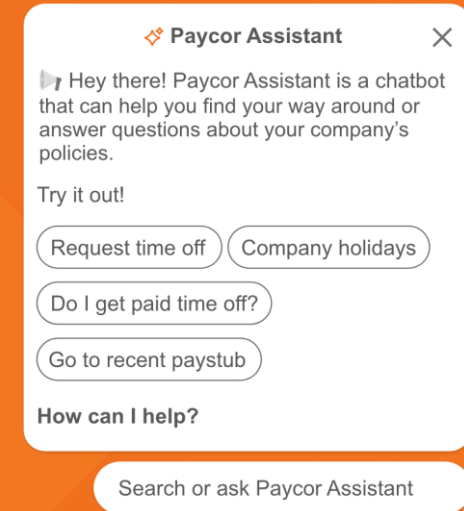 Paycor Assistant
Hey there! Paycor Assistant is a chatbot
that can help you find your way around or
answer questions about your company's
policies.
Try it out!
Request time off
Company holidays
Do I get paid time off?
Go to recent paystub
How can I help?
Search or ask Paycor Assistant